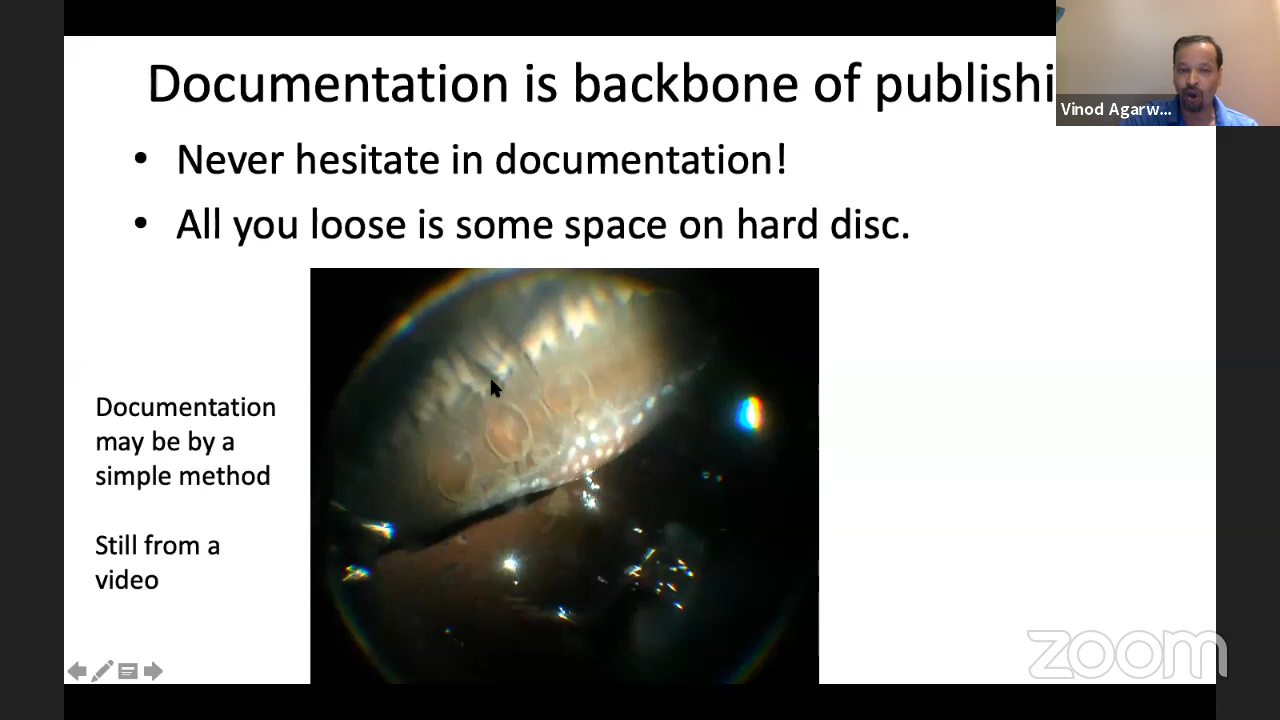 Documentation is backbone of publishi
Vinod Agarw...
• Never hesitate in documentation!
• All you loose is some space on hard disc.
Documentation
may be by a
simple method
Still from a
video
zoom